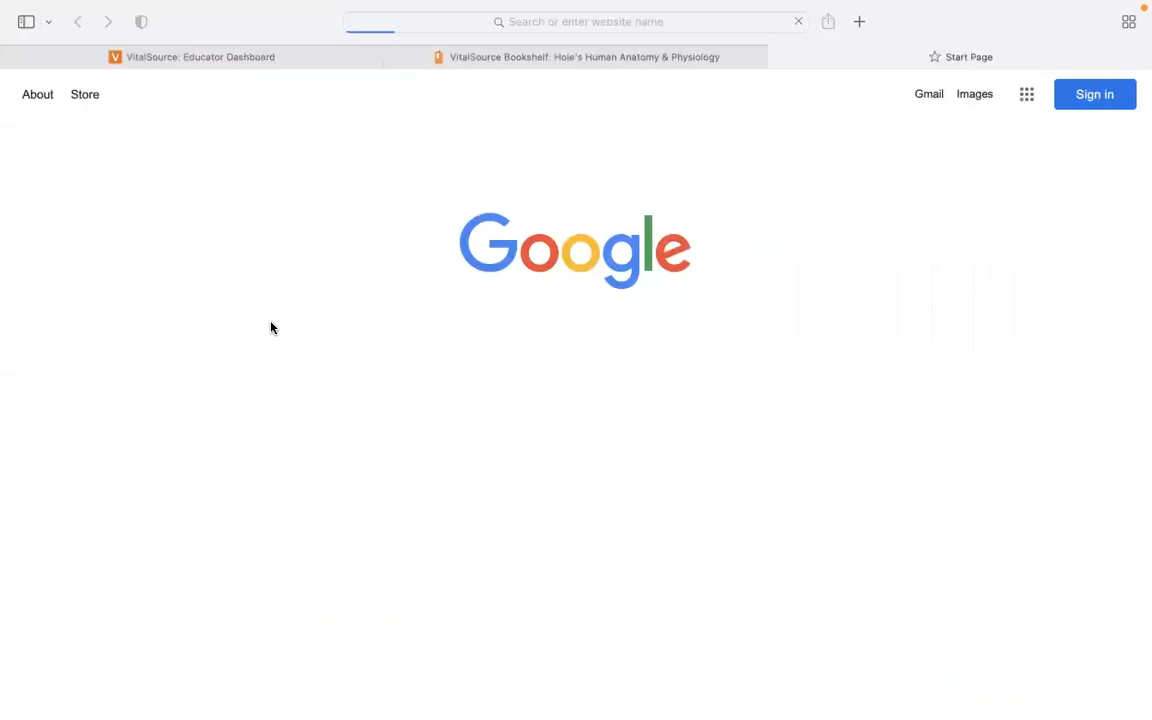 Search or enter website name
VitalSource: Educator Dashboard
VitalSource Bookshelf: Hole's Human Anatomy & Physiology
Start Page
About Store
Gmail Images
Sign in
Google